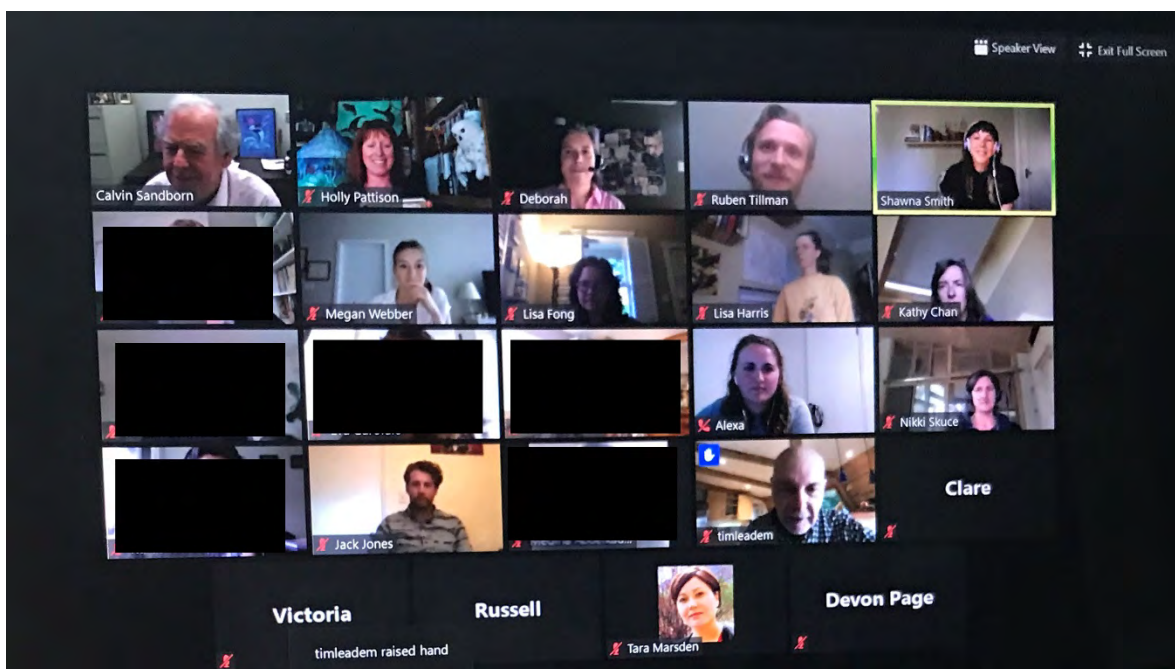 Speaker View
Exit Full Screen
Calvin Sandborn
Holly Pattison
Deborah
Ruben Tillman
Shawna Smith
Megan Webber
Lisa Fong
Lisa Harris
Kathy Chan
Alexa
Nikki Skuce
Jack Jones
timleadem
Clare
Victoria
Russell
Tara Marsden
Devon Page
timleadem raised hand